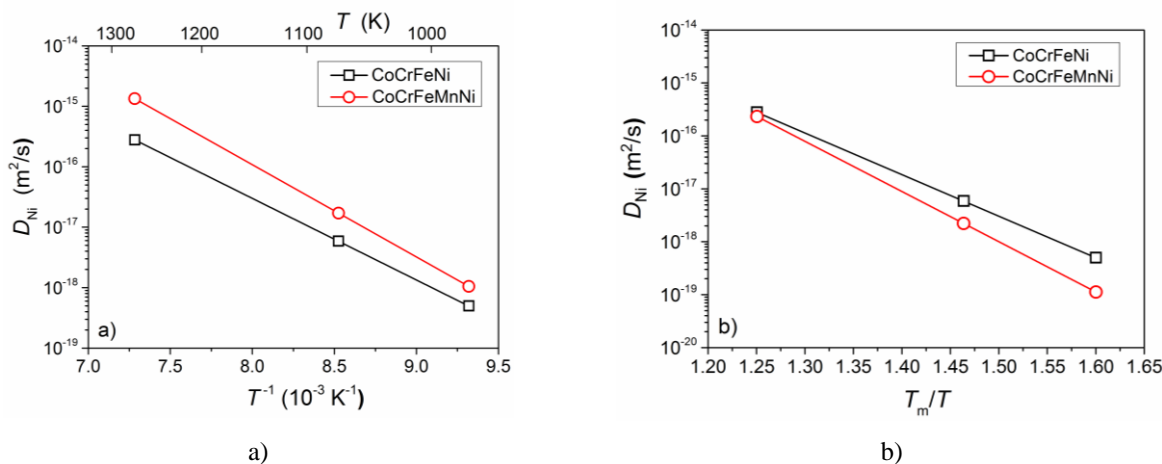 T (K)
1300 1200 1100 1000
10⁻¹⁴
10⁻¹⁵
10⁻¹⁶
10⁻¹⁷
10⁻¹⁸
10⁻¹⁹
D_Ni (m²/s)
CoCrFeNi
CoCrFeMnNi
a)
7.0 7.5 8.0 8.5 9.0 9.5
T⁻¹ (10⁻³ K⁻¹)
a)
10⁻¹⁴
10⁻¹⁵
10⁻¹⁶
10⁻¹⁷
10⁻¹⁸
10⁻¹⁹
10⁻²⁰
D_Ni (m²/s)
CoCrFeNi
CoCrFeMnNi
b)
1.20 1.25 1.30 1.35 1.40 1.45 1.50 1.55 1.60 1.65
T_m/T
b)